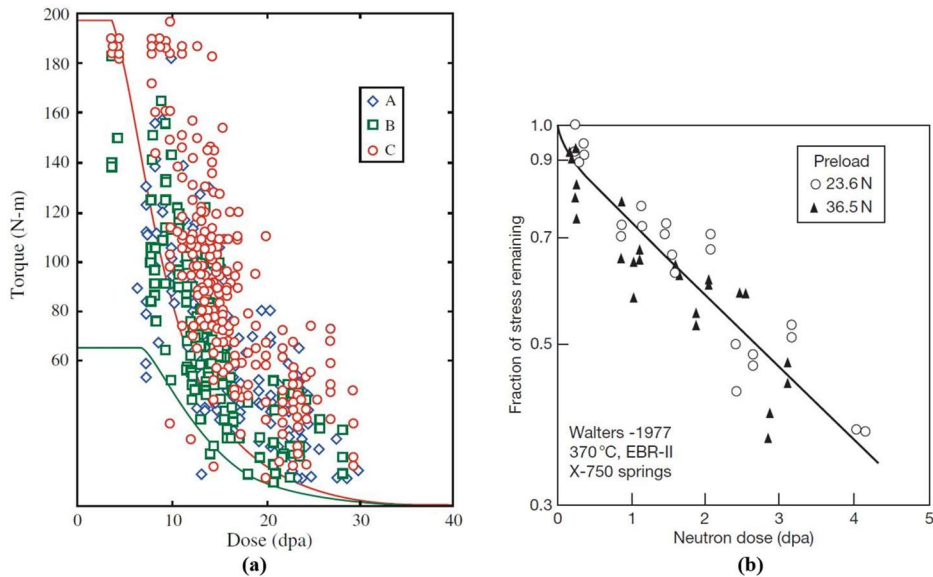 200
180
160
140
120
100
80
60
0
10
20
30
40
Torque (N-m)
Dose (dpa)
A
B
C
(a)
1.0
0.9
0.7
0.5
0.3
0
1
2
3
4
5
Fraction of stress remaining
Neutron dose (dpa)
Preload
23.6 N
36.5 N
Walters -1977
370 °C, EBR-II
X-750 springs
(b)